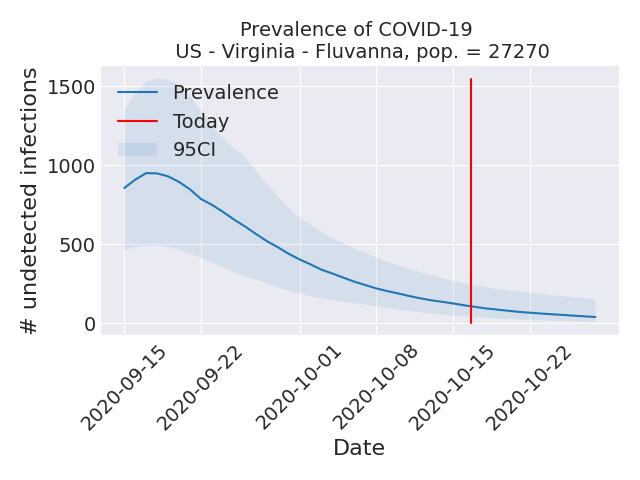 Prevalence of COVID-19
US - Virginia - Fluvanna, pop. = 27270
# undetected infections
1500
1000
500
0
Prevalence
Today
95CI
2020-09-15
2020-09-22
2020-10-01
2020-10-08
2020-10-15
2020-10-22
Date